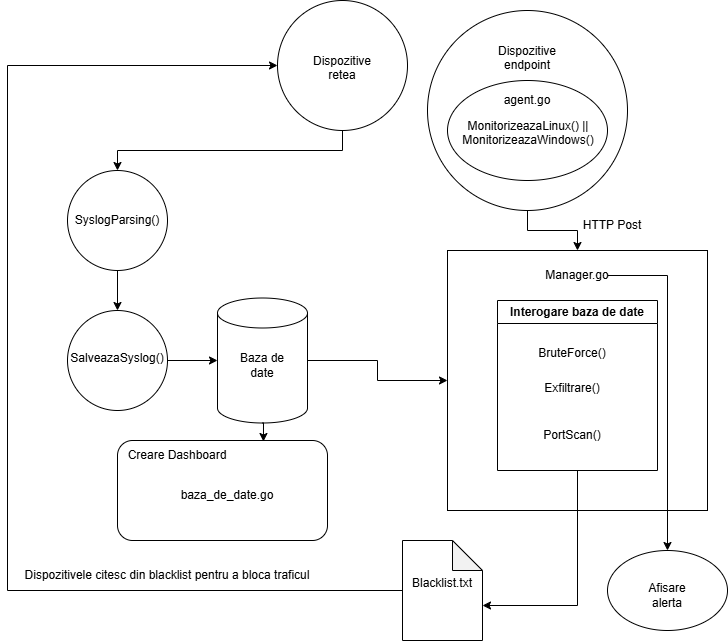 Dispozitive
retea
Dispozitive
endpoint
agent.go
MonitorizeazaLinux() ||
MonitorizeazaWindows()
SyslogParsing()
HTTP Post
Manager.go
Interogare baza de date
BruteForce()
Exfiltrare()
PortScan()
SalveazaSyslog()
Baza de
date
Creare Dashboard
baza_de_date.go
Dispozitivele citesc din blacklist pentru a bloca traficul
Blacklist.txt
Afisare
alerta